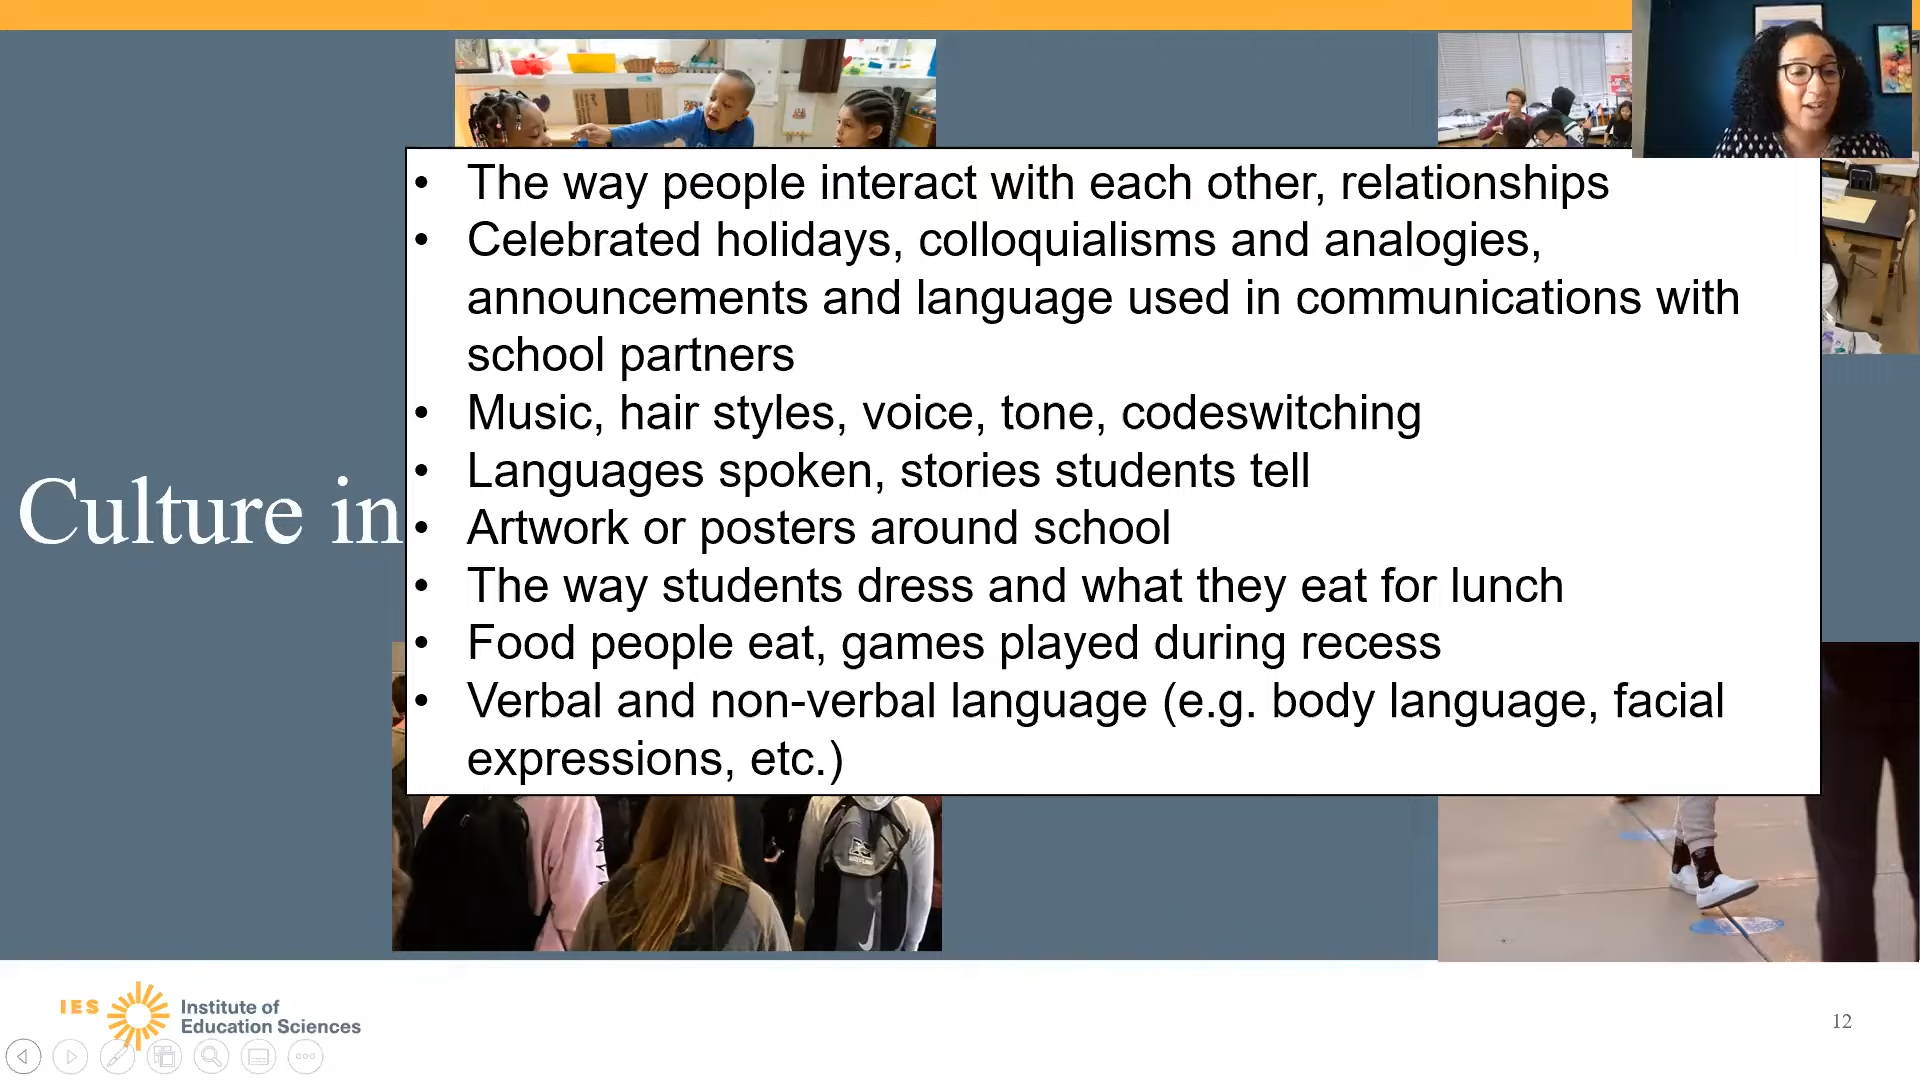 • The way people interact with each other, relationships
• Celebrated holidays, colloquialisms and analogies,
announcements and language used in communications with
school partners
• Music, hair styles, voice, tone, codeswitching
• Languages spoken, stories students tell
Culture in
• Artwork or posters around school
• The way students dress and what they eat for lunch
• Food people eat, games played during recess
• Verbal and non-verbal language (e.g. body language, facial
expressions, etc.)
IES
Institute of
Education Sciences
12